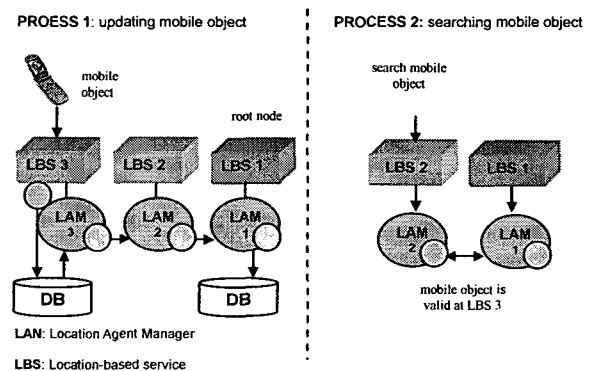 PROESS 1: updating mobile object
mobile
object
root node
LBS 3
LBS 2
LBS 1
LAM
3
LAM
2
LAM
1
DB
DB
LAN: Location Agent Manager
LBS: Location-based service
PROCESS 2: searching mobile object
search mobile
object
LBS 2
LBS 1
LAM
2
LAM
1
mobile object is
valid at LBS 3